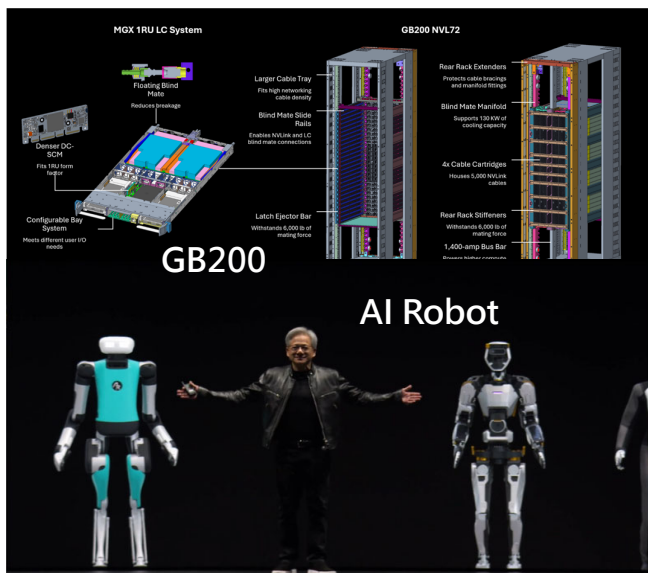 MGX 1RU LC System
GB200 NVL72
Floating Blind
Mate
Reduces breakage
Denser DC-
SCM
Fits 1RU form
factor
Configurable Bay
System
Meets different user I/O
needs
Larger Cable Tray
Fits high networking
cable density
Blind Mate Slide
Rails
Enables NVLink and LC
blind mate connections
Latch Ejector Bar
Withstands 6,000 lb of
mating force
Rear Rack Extenders
Protects cable bracings
and manifold fittings
Blind Mate Manifold
Supports 130 KW of
cooling capacity
4x Cable Cartridges
Houses 5,000 NVLink
cables
Rear Rack Stiffeners
Withstands 6,000 lb of
mating force
1,400-amp Bus Bar
Powers higher compute
GB200
AI Robot